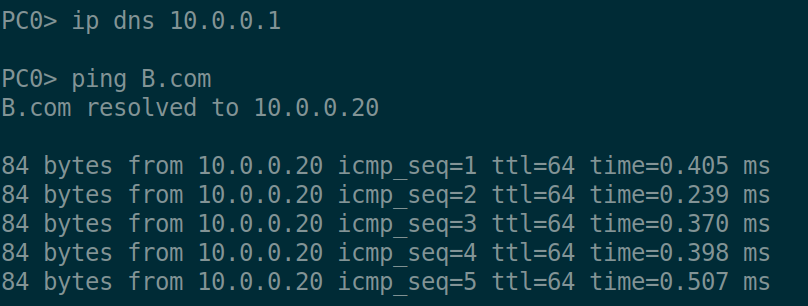 PC0> ip dns 10.0.0.1
PC0> ping B.com
B.com resolved to 10.0.0.20
84 bytes from 10.0.0.20 icmp_seq=1 ttl=64 time=0.405 ms
84 bytes from 10.0.0.20 icmp_seq=2 ttl=64 time=0.239 ms
84 bytes from 10.0.0.20 icmp_seq=3 ttl=64 time=0.370 ms
84 bytes from 10.0.0.20 icmp_seq=4 ttl=64 time=0.398 ms
84 bytes from 10.0.0.20 icmp_seq=5 ttl=64 time=0.507 ms